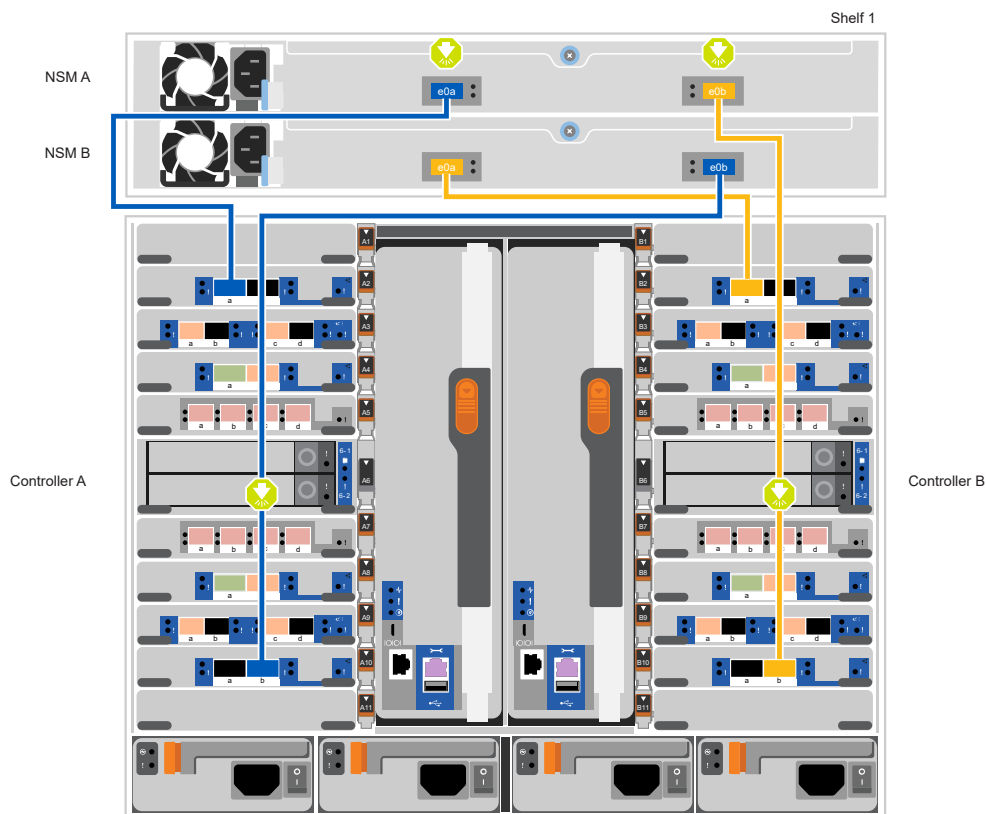 Shelf 1
NSM A
e0a e0b
NSM B
e0a e0b
A1 B1
A2 B2
a a
A3 B3
a b c d a b c d
A4 B4
a a
A5 B5
a b c d a b c d
6-1 6-1
Controller A A6 B6 Controller B
6-2 6-2
A7 B7
a b c d a b c d
A8 B8
a a
A9 B9
a b c d a b c d
A10 B10
a b a b
A11 B11